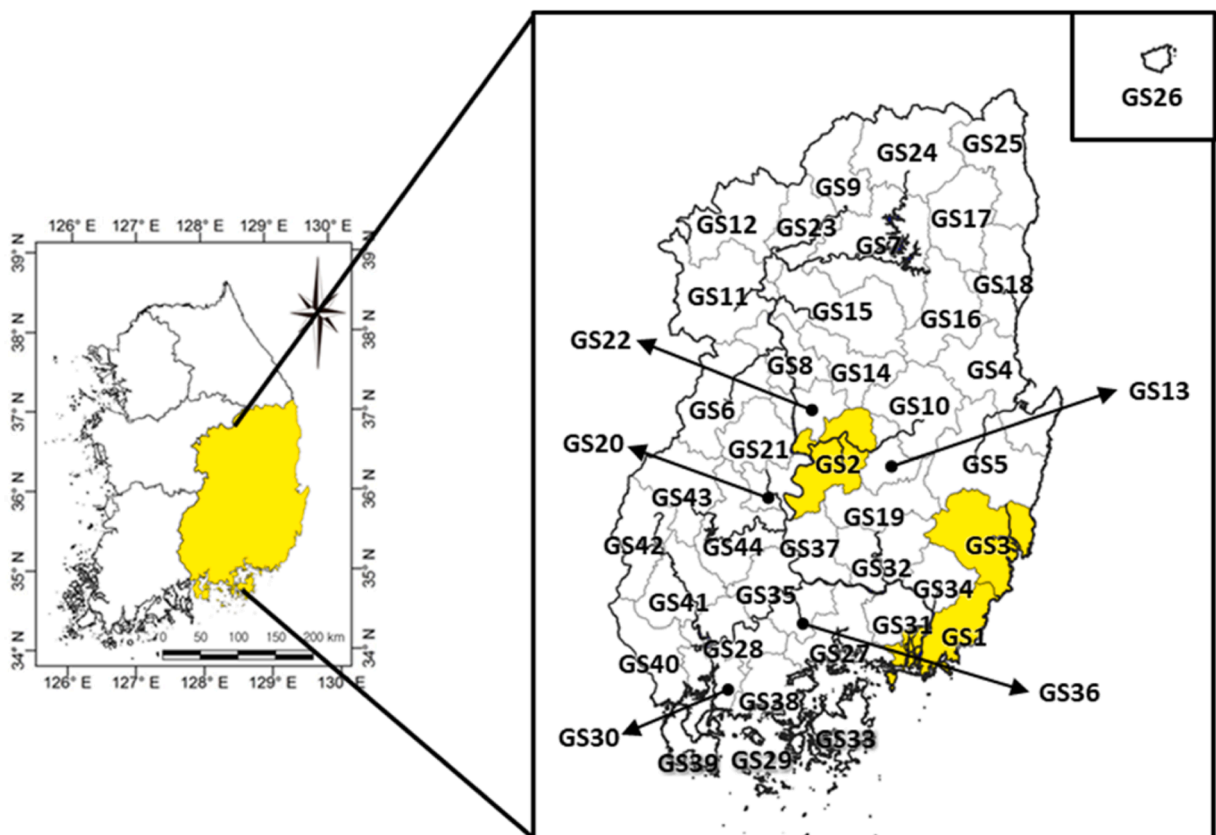 126° E
128° E
129° E
130° E
39° N
38° N
37° N
36° N
35° N
34° N
39° N
38° N
37° N
36° N
35° N
34° N
0 50 100 150 200 km
126° E
127° E
128° E
129° E
130 E
GS26
GS25
GS24
GS9
GS17
GS12
GS23
GS7
GS18
GS11
GS15
GS16
GS22
GS8
GS14
GS4
GS13
GS6
GS10
GS20
GS21
GS2
GS5
GS43
GS19
GS42
GS44
GS37
GS3
GS32
GS34
GS41
GS35
GS31
GS1
GS28
GS27
GS40
GS36
GS38
GS30
GS33
GS39
GS29